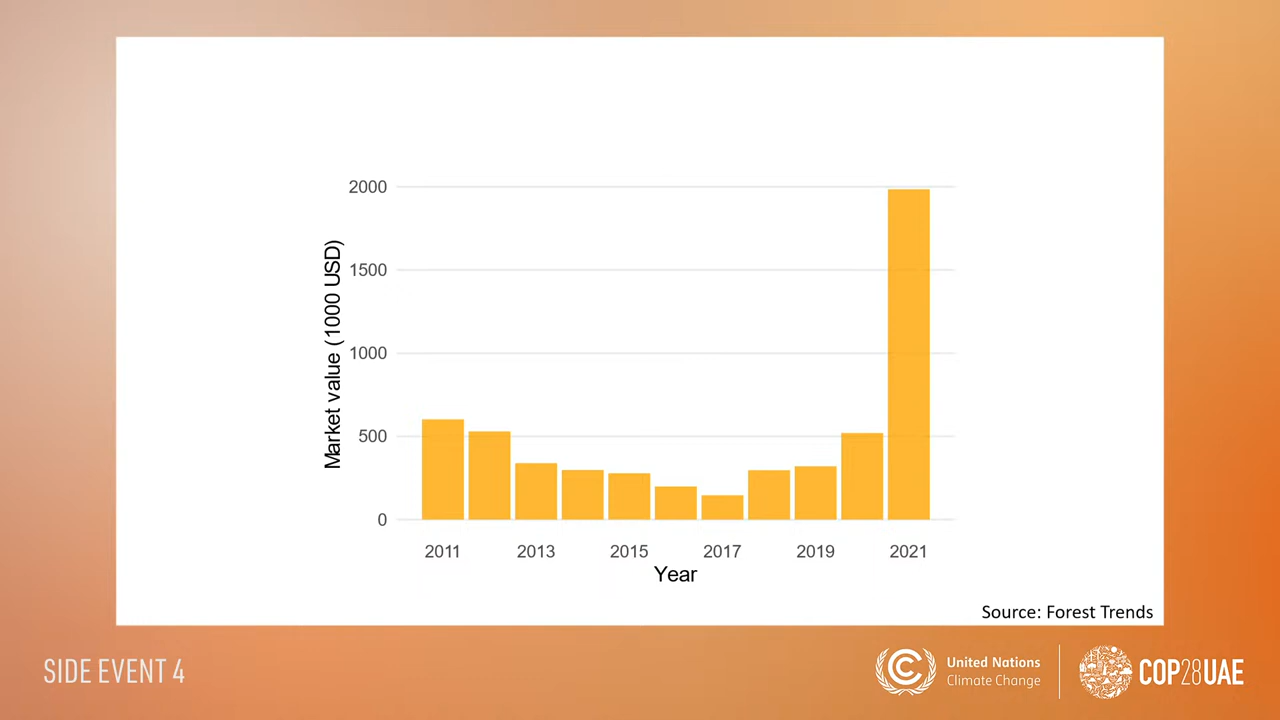 2000
1500
1000
500
0
Market value (1000 USD)
2011 2013 2015 2017 2019 2021
Year
Source: Forest Trends
SIDE EVENT 4
United Nations
Climate Change
COP28UAE